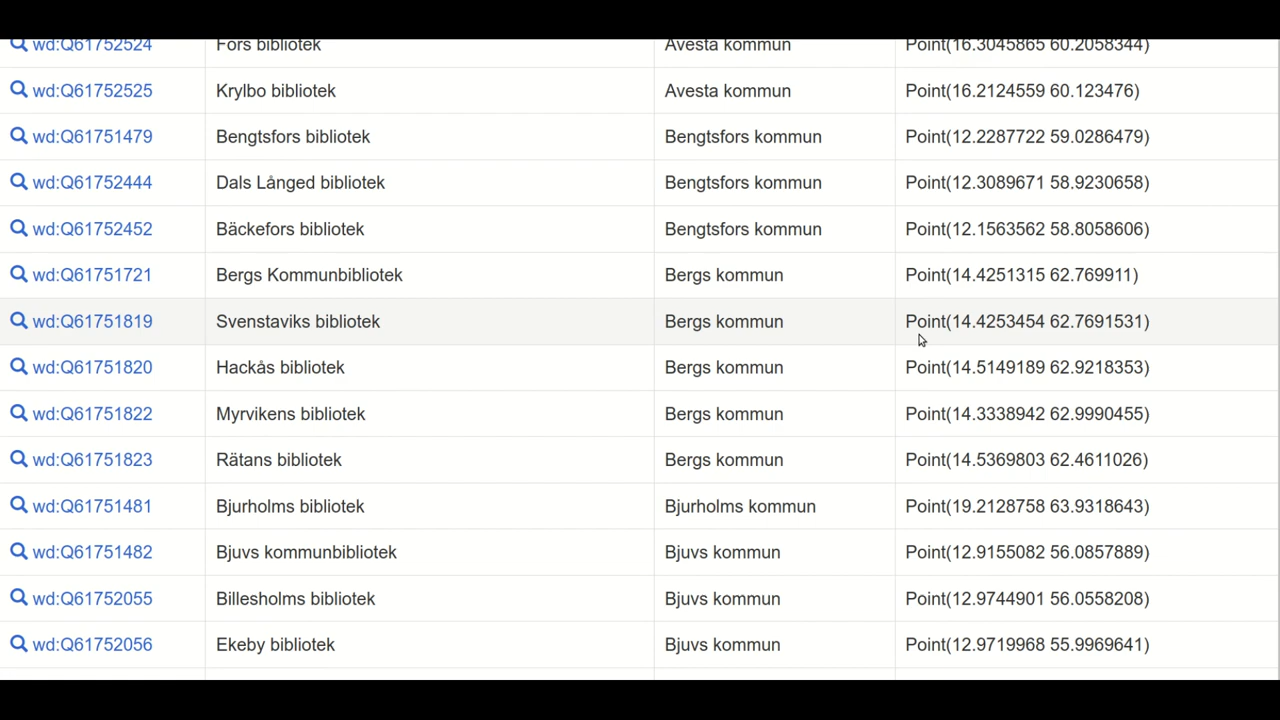 wd:Q61752524 Fors bibliotek Avesta kommun Point(16.3045865 60.2058344)
wd:Q61752525 Krylbo bibliotek Avesta kommun Point(16.2124559 60.123476)
wd:Q61751479 Bengtsfors bibliotek Bengtsfors kommun Point(12.2287722 59.0286479)
wd:Q61752444 Dals Långed bibliotek Bengtsfors kommun Point(12.3089671 58.9230658)
wd:Q61752452 Bäckefors bibliotek Bengtsfors kommun Point(12.1563562 58.8058606)
wd:Q61751721 Bergs Kommunbibliotek Bergs kommun Point(14.4251315 62.769911)
wd:Q61751819 Svenstaviks bibliotek Bergs kommun Point(14.4253454 62.7691531)
wd:Q61751820 Hackås bibliotek Bergs kommun Point(14.5149189 62.9218353)
wd:Q61751822 Myrvikens bibliotek Bergs kommun Point(14.3338942 62.9990455)
wd:Q61751823 Rätans bibliotek Bergs kommun Point(14.5369803 62.4611026)
wd:Q61751481 Bjurholms bibliotek Bjurholms kommun Point(19.2128758 63.9318643)
wd:Q61751482 Bjuvs kommunbibliotek Bjuvs kommun Point(12.9155082 56.0857889)
wd:Q61752055 Billesholms bibliotek Bjuvs kommun Point(12.9744901 56.0558208)
wd:Q61752056 Ekeby bibliotek Bjuvs kommun Point(12.9719968 55.9969641)